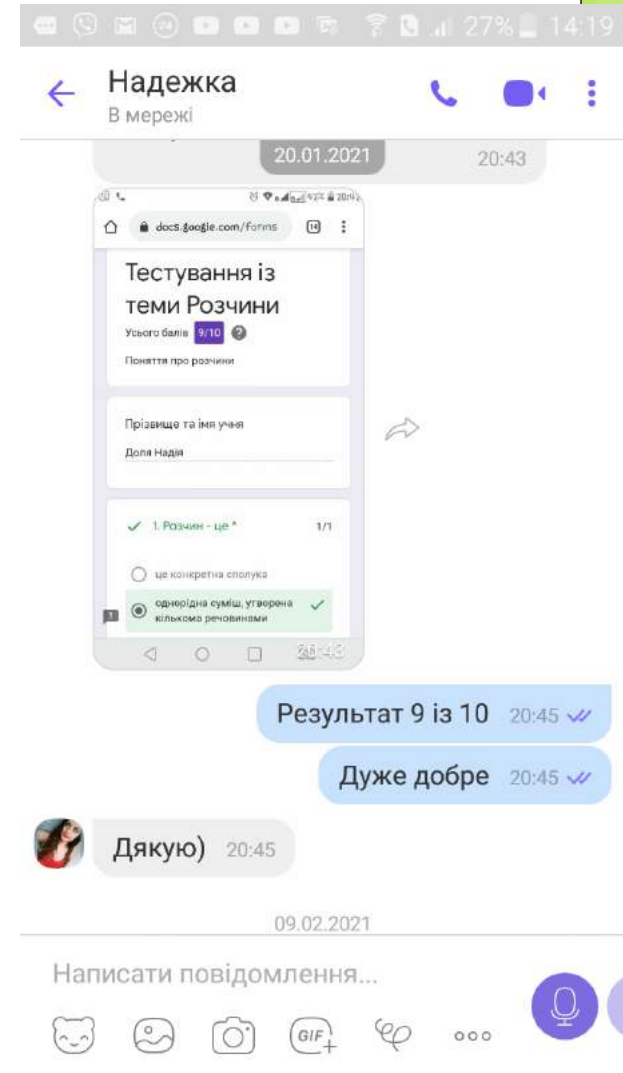 27% 14:19
Надежка
В мережі
20.01.2021
20:43
docs.google.com/forms
Тестування із
теми Розчини
Усього балів 9/10
Поняття про розчини
Прізвище та імя учня
Доля Надія
1. Розчин - це * 1/1
це конкретна сполука
однорідна суміш, утворена
кількома речовинами
20:43
Результат 9 із 10 20:45
Дуже добре 20:45
Дякую) 20:45
09.02.2021
Написати повідомлення...
GIF